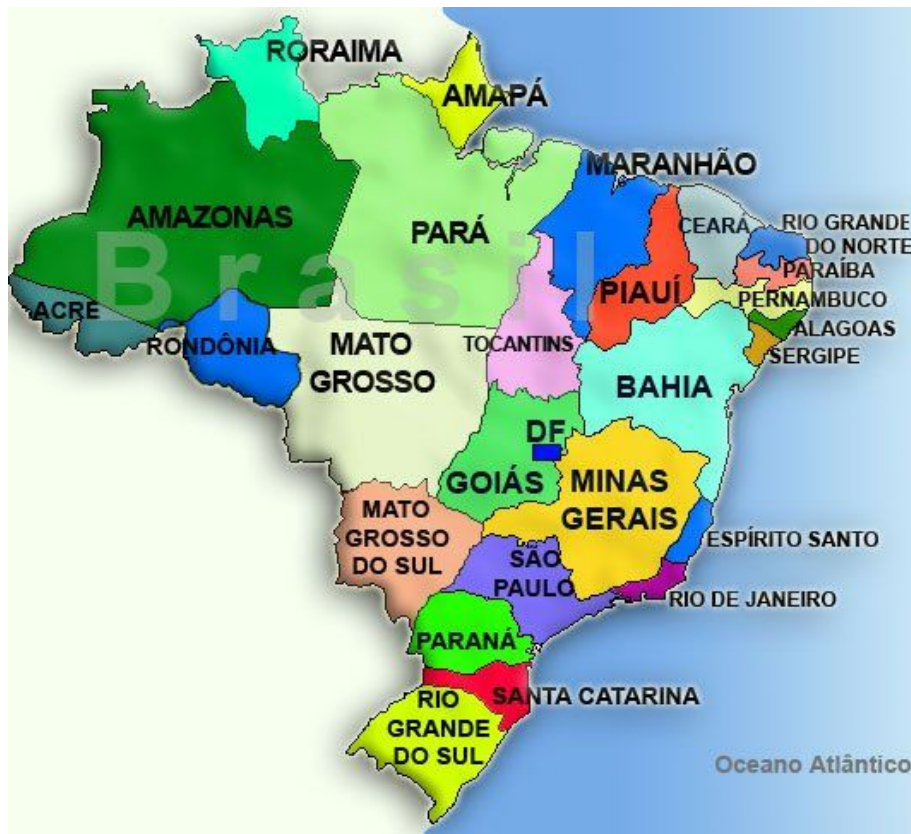 RORAIMA
AMAPÁ
MARANHÃO
AMAZONAS
PARÁ
CEARÁ
RIO GRANDE
DO NORTE
Brasil
PARAÍBA
PIAUÍ
PERNAMBUCO
ACRE
RONDÔNIA
MATO
GROSSO
TOCANTINS
ALAGOAS
SERGIPE
BAHIA
DF
GOIÁS
MINAS
GERAIS
MATO
GROSSO
DO SUL
ESPÍRITO SANTO
SÃO
PAULO
RIO DE JANEIRO
PARANÁ
SANTA CATARINA
RIO
GRANDE
DO SUL
Oceano Atlântico